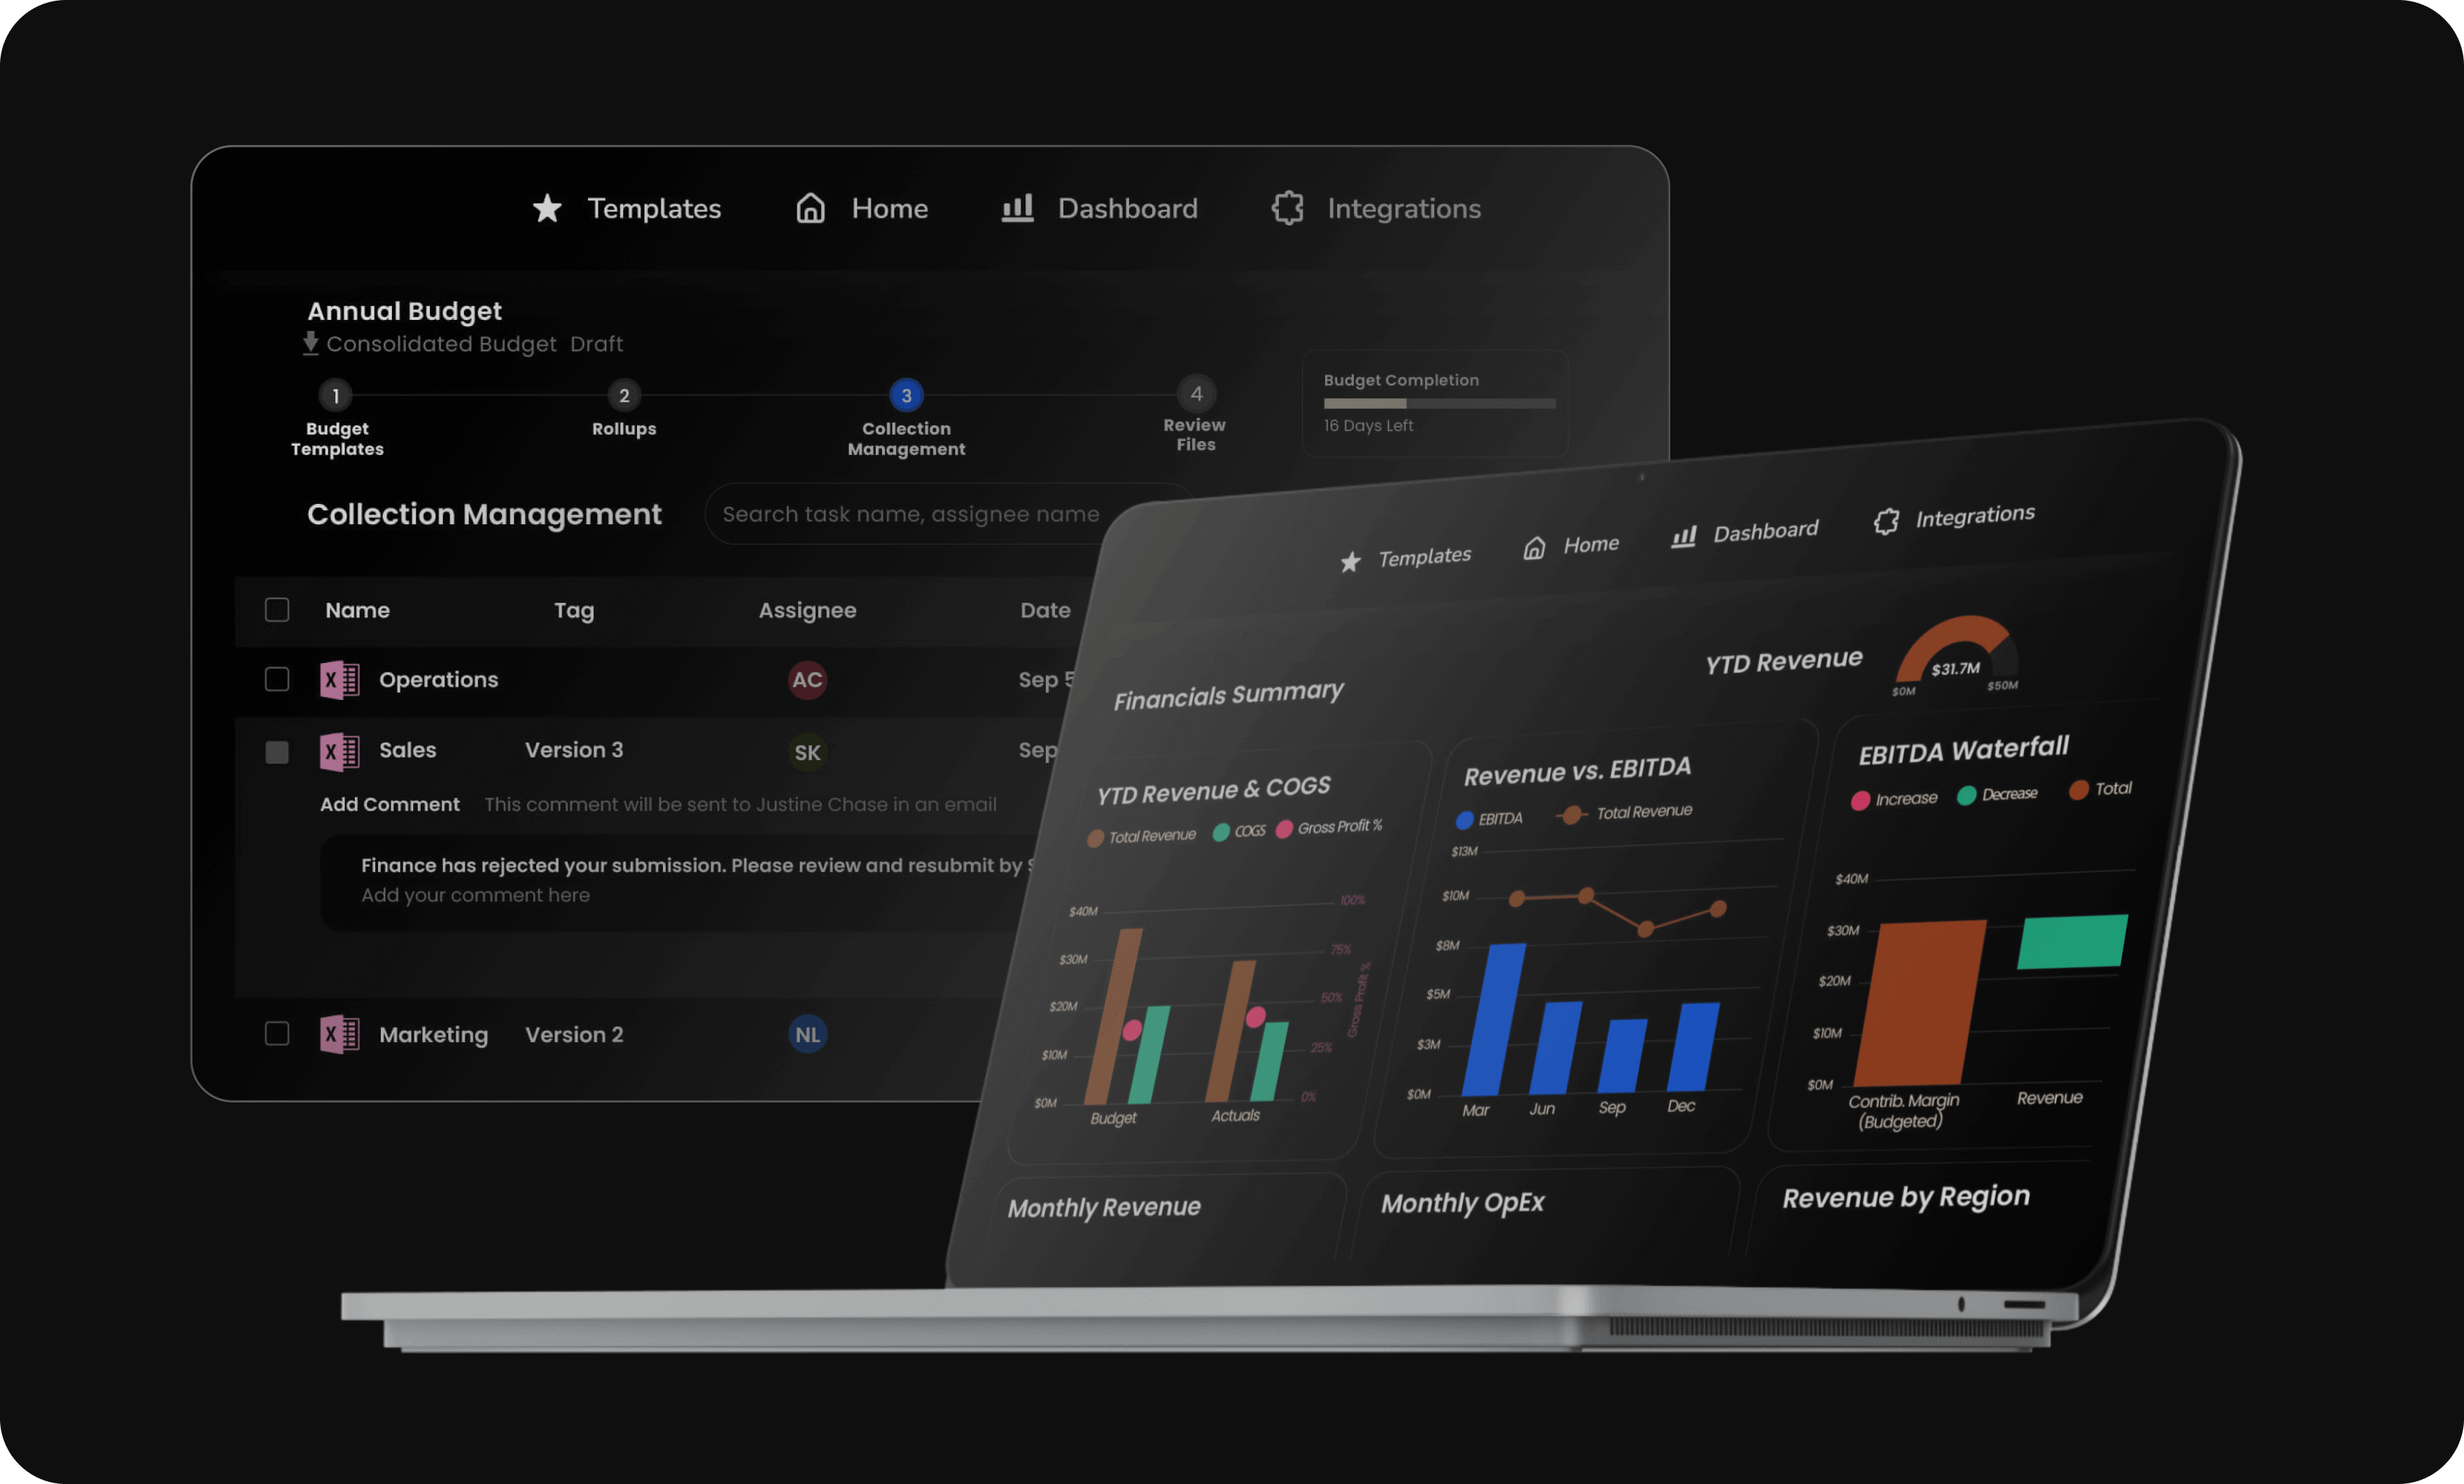 Templates Home Dashboard Integrations
Annual Budget
Consolidated Budget Draft
1 2 3 4
Budget Templates
Rollups
Collection Management
Review Files
Budget Completion
16 Days Left
Collection Management
Search task name, assignee name
Name Tag Assignee Date
Operations AC Sep 5
Sales Version 3 SK Sep
Add Comment This comment will be sent to Justine Chase in an email
Finance has rejected your submission. Please review and resubmit by
Add your comment here
Marketing Version 2 NL
Templates Home Dashboard Integrations
Financials Summary
YTD Revenue
$31.7M
$0M $50M
YTD Revenue & COGS
Total Revenue COGS Gross Profit %
$40M 100%
$30M 75%
$20M 50%
$10M 25%
$0M 0%
Gross Profit %
Budget Actuals
Revenue vs. EBITDA
EBITDA Total Revenue
$13M
$10M
$8M
$5M
$3M
$0M
Mar Jun Sep Dec
EBITDA Waterfall
Increase Decrease Total
$40M
$30M
$20M
$10M
$0M
Contrib. Margin
(Budgeted)
Revenue
Monthly Revenue
Monthly OpEx
Revenue by Region